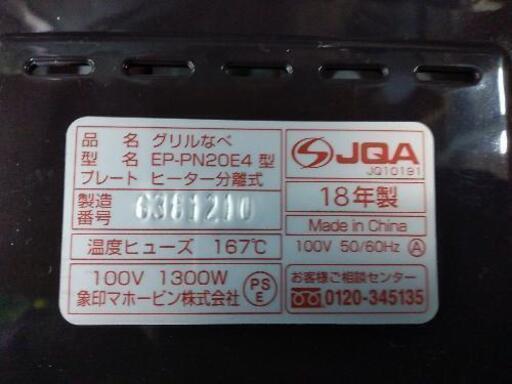 品 名 グリルなべ
型 名 EP-PN20E4 型
プレート ヒーター分離式
製造番号 6381210
温度ヒューズ 167℃
100V 1300W
象印マホービン株式会社
PS E
JQA
JQ10191
18年製
Made in China
100V 50/60Hz A
お客様ご相談センター
0120-345135